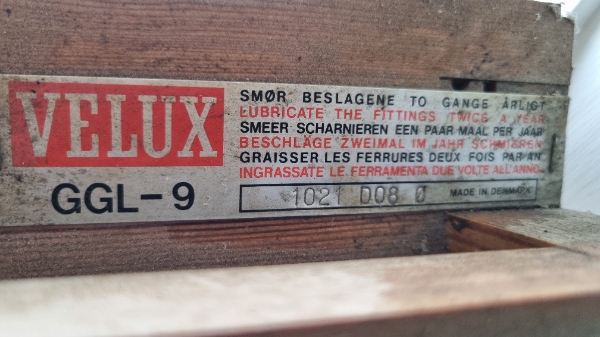 VELUX
GGL-9
SMØR BESLAGENE TO GANGE ÅRLIGT
LUBRICATE THE FITTINGS TWICE A YEAR
SMEER SCHARNIEREN EEN PAAR MAAL PER JAAR
BESCHLÄGE ZWEIMAL IM JAHR SCHMIEREN
GRAISSER LES FERRURES DEUX FOIS PAR AN
INGRASSATE LE FERRAMENTA DUE VOLTE ALL'ANNO
1021 D08 Ø MADE IN DENMARK